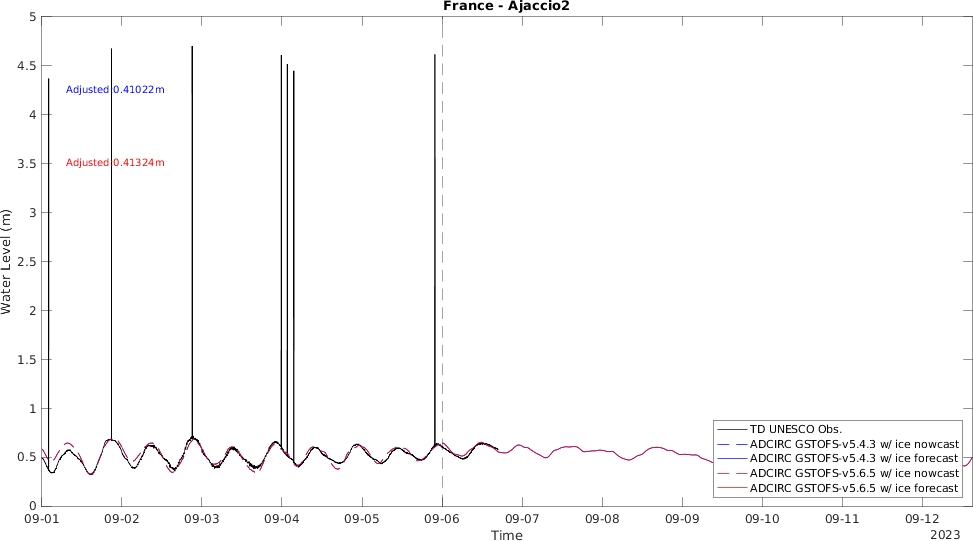 France - Ajaccio2
5
4.5
4
3.5
3
2.5
2
1.5
1
0.5
0
Water Level (m)
Adjusted 0.41022m
Adjusted 0.41324m
TD UNESCO Obs.
ADCIRC GSTOFS-v5.4.3 w/ ice nowcast
ADCIRC GSTOFS-v5.4.3 w/ ice forecast
ADCIRC GSTOFS-v5.6.5 w/ ice nowcast
ADCIRC GSTOFS-v5.6.5 w/ ice forecast
09-01 09-02 09-03 09-04 09-05 09-06 09-07 09-08 09-09 09-10 09-11 09-12
Time
2023